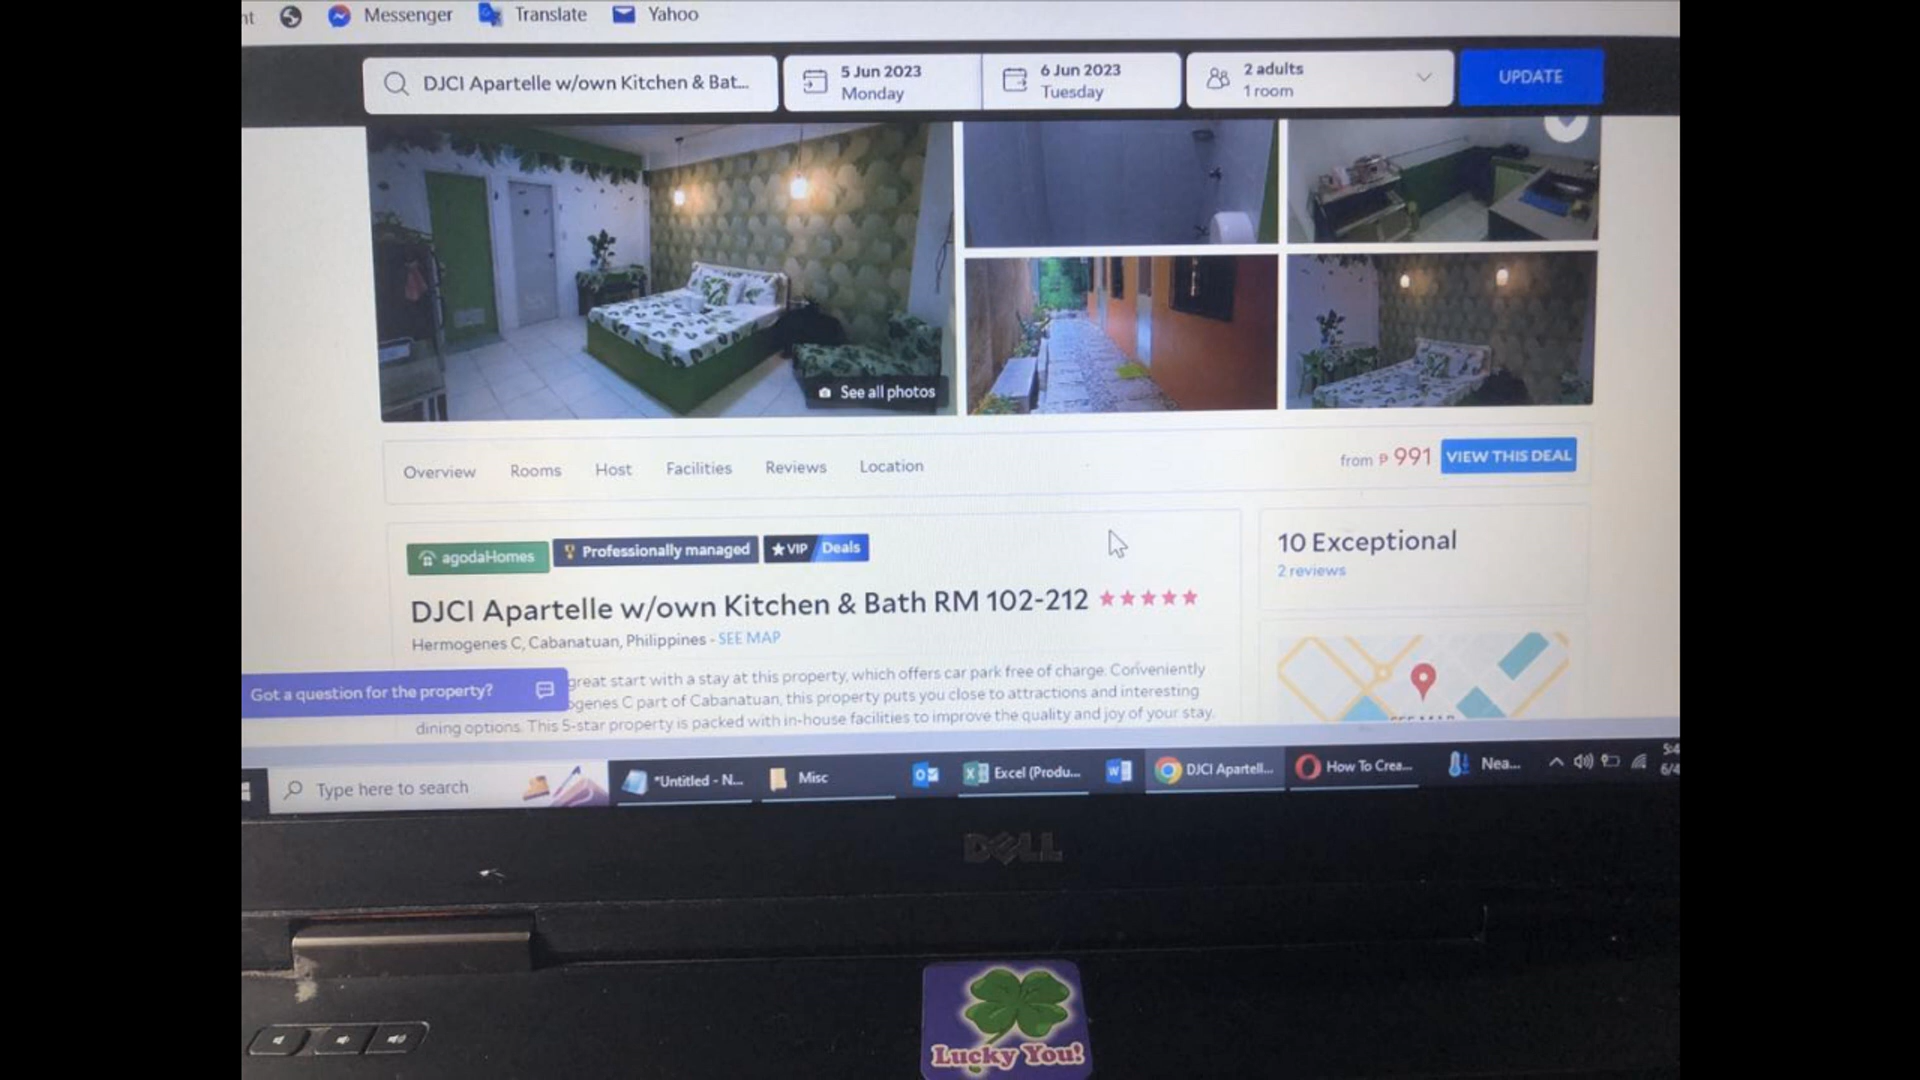 nt Messenger Translate Yahoo
DJCI Apartelle w/own Kitchen & Bat...
5 Jun 2023
Monday
6 Jun 2023
Tuesday
2 adults
1 room
UPDATE
See all photos
Overview Rooms Host Facilities Reviews Location
from ₱ 991 VIEW THIS DEAL
agodaHomes Professionally managed VIP Deals
10 Exceptional
2 reviews
DJCI Apartelle w/own Kitchen & Bath RM 102-212
Hermogenes C, Cabanatuan, Philippines - SEE MAP
Got a question for the property?
great start with a stay at this property, which offers car park free of charge. Conveniently
ogenes C part of Cabanatuan, this property puts you close to attractions and interesting
dining options. This 5-star property is packed with in-house facilities to improve the quality and joy of your stay.
Type here to search *Untitled - N... Misc Excel (Produ... DJCI Apartell... How To Crea... Nea...
5:4
6/4
DELL
Lucky You!